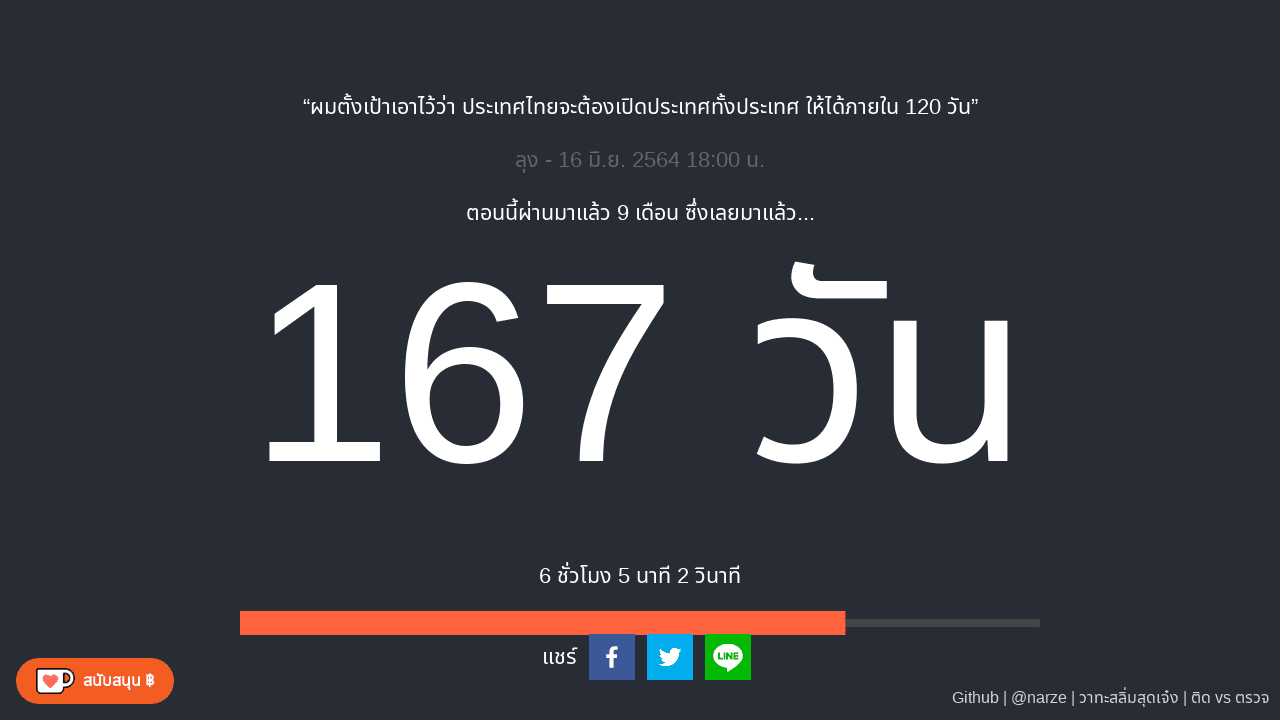 “ผมตั้งเป้าเอาไว้ว่า ประเทศไทยจะต้องเปิดประเทศทั้งประเทศ ให้ได้ภายใน 120 วัน”
ลุง - 16 มิ.ย. 2564 18:00 น.
ตอนนี้ผ่านมาแล้ว 9 เดือน ซึ่งเลยมาแล้ว...
167 วัน
6 ชั่วโมง 5 นาที 2 วินาที
แชร์
LINE
สนับสนุน ฿
Github | @narze | วาทะสลิ่มสุดเจ๋ง | ติด vs ตรวจ